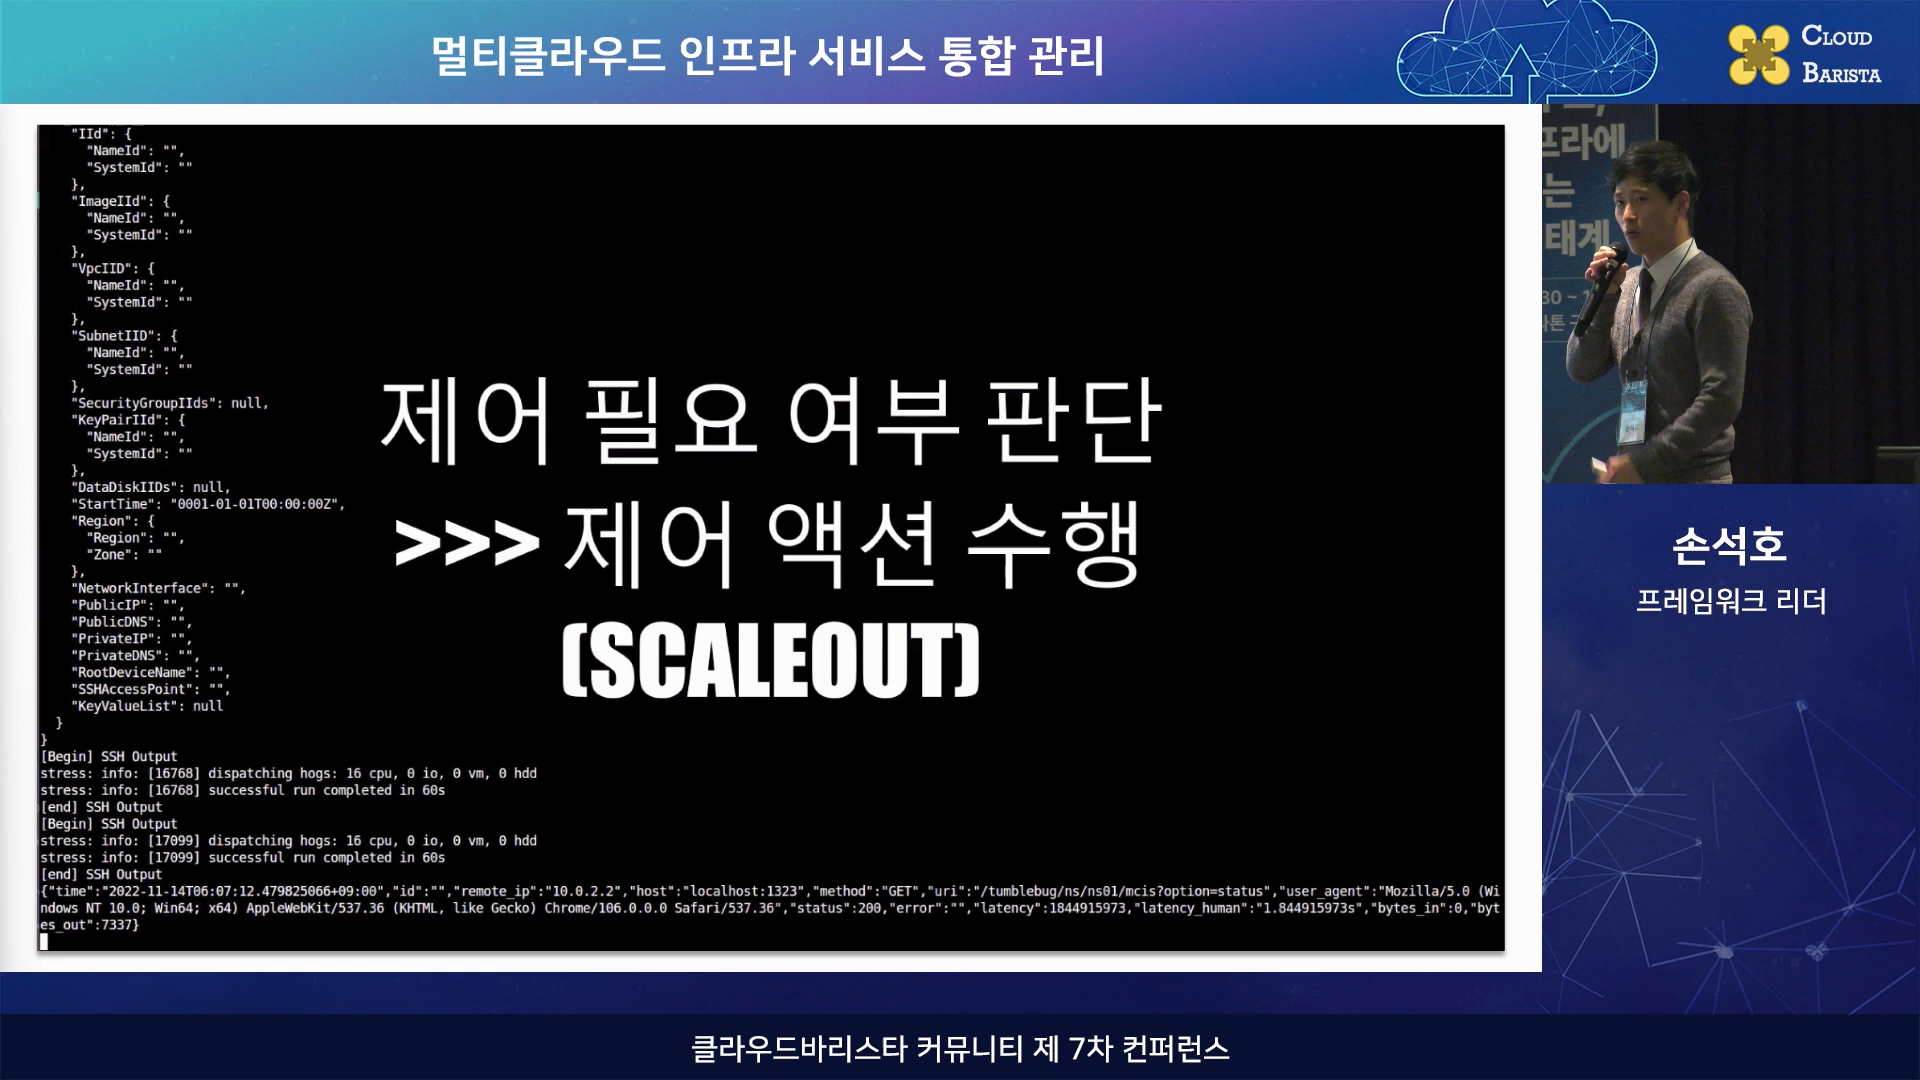 멀티클라우드 인프라 서비스 통합 관리
CLOUD
BARISTA
"IId": {
"NameId": "",
"SystemId": ""
},
"ImageIId": {
"NameId": "",
"SystemId": ""
},
"VpcIID": {
"NameId": "",
"SystemId": ""
},
"SubnetIID": {
"NameId": "",
"SystemId": ""
},
"SecurityGroupIIds": null,
"KeyPairIId": {
"NameId": "",
"SystemId": ""
},
"DataDiskIIDs": null,
"StartTime": "0001-01-01T00:00:00Z",
"Region": {
"Region": "",
"Zone": ""
},
"NetworkInterface": "",
"PublicIP": "",
"PublicDNS": "",
"PrivateIP": "",
"PrivateDNS": "",
"RootDeviceName": "",
"SSHAccessPoint": "",
"KeyValueList": null
}
}
[Begin] SSH Output
stress: info: [16768] dispatching hogs: 16 cpu, 0 io, 0 vm, 0 hdd
stress: info: [16768] successful run completed in 60s
[end] SSH Output
[Begin] SSH Output
stress: info: [17099] dispatching hogs: 16 cpu, 0 io, 0 vm, 0 hdd
stress: info: [17099] successful run completed in 60s
[end] SSH Output
{"time":"2022-11-14T06:07:12.479825066+09:00","id":"","remote_ip":"10.0.2.2","host":"localhost:1323","method":"GET","uri":"/tumblebug/ns/ns01/mcis?option=status","user_agent":"Mozilla/5.0 (Wi
ndows NT 10.0; Win64; x64) AppleWebKit/537.36 (KHTML, like Gecko) Chrome/106.0.0.0 Safari/537.36","status":200,"error":"","latency":1844915973,"latency_human":"1.844915973s","bytes_in":0,"byt
es_out":7337}
제어 필요 여부 판단
>>> 제어 액션 수행
(SCALEOUT)
프라에
는
태계
30 ~ 1
손석호
프레임워크 리더
클라우드바리스타 커뮤니티 제 7차 컨퍼런스